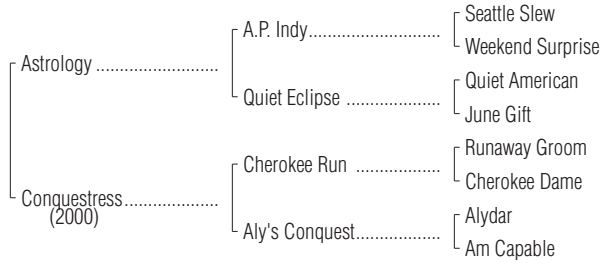 Seattle Slew
A.P. Indy............................
Weekend Surprise
Astrology ..........................
Quiet American
Quiet Eclipse ....................
June Gift
Runaway Groom
Cherokee Run ..................
Cherokee Dame
Conquestress....................
(2000)
Alydar
Aly's Conquest..................
Am Capable